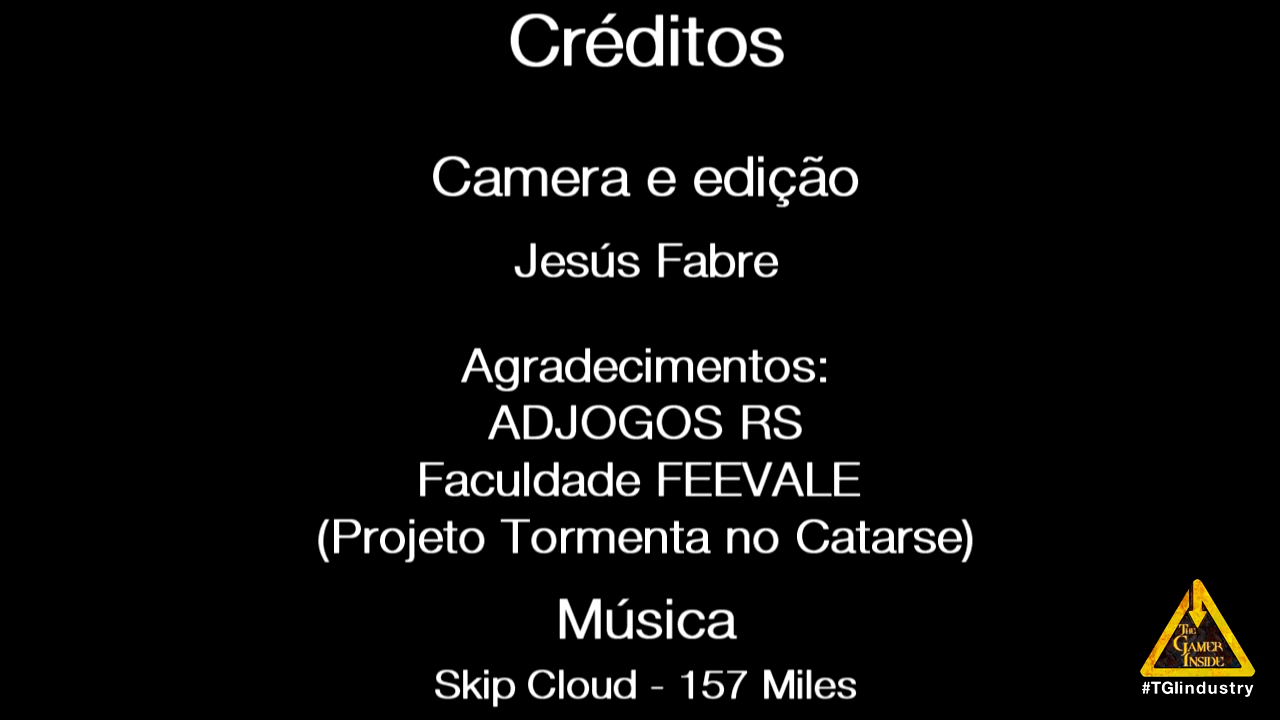 Créditos
Camera e edição
Jesús Fabre
Agradecimentos:
ADJOGOS RS
Faculdade FEEVALE
(Projeto Tormenta no Catarse)
Música
Skip Cloud - 157 Miles
The
Gamer
Inside
#TGIindustry